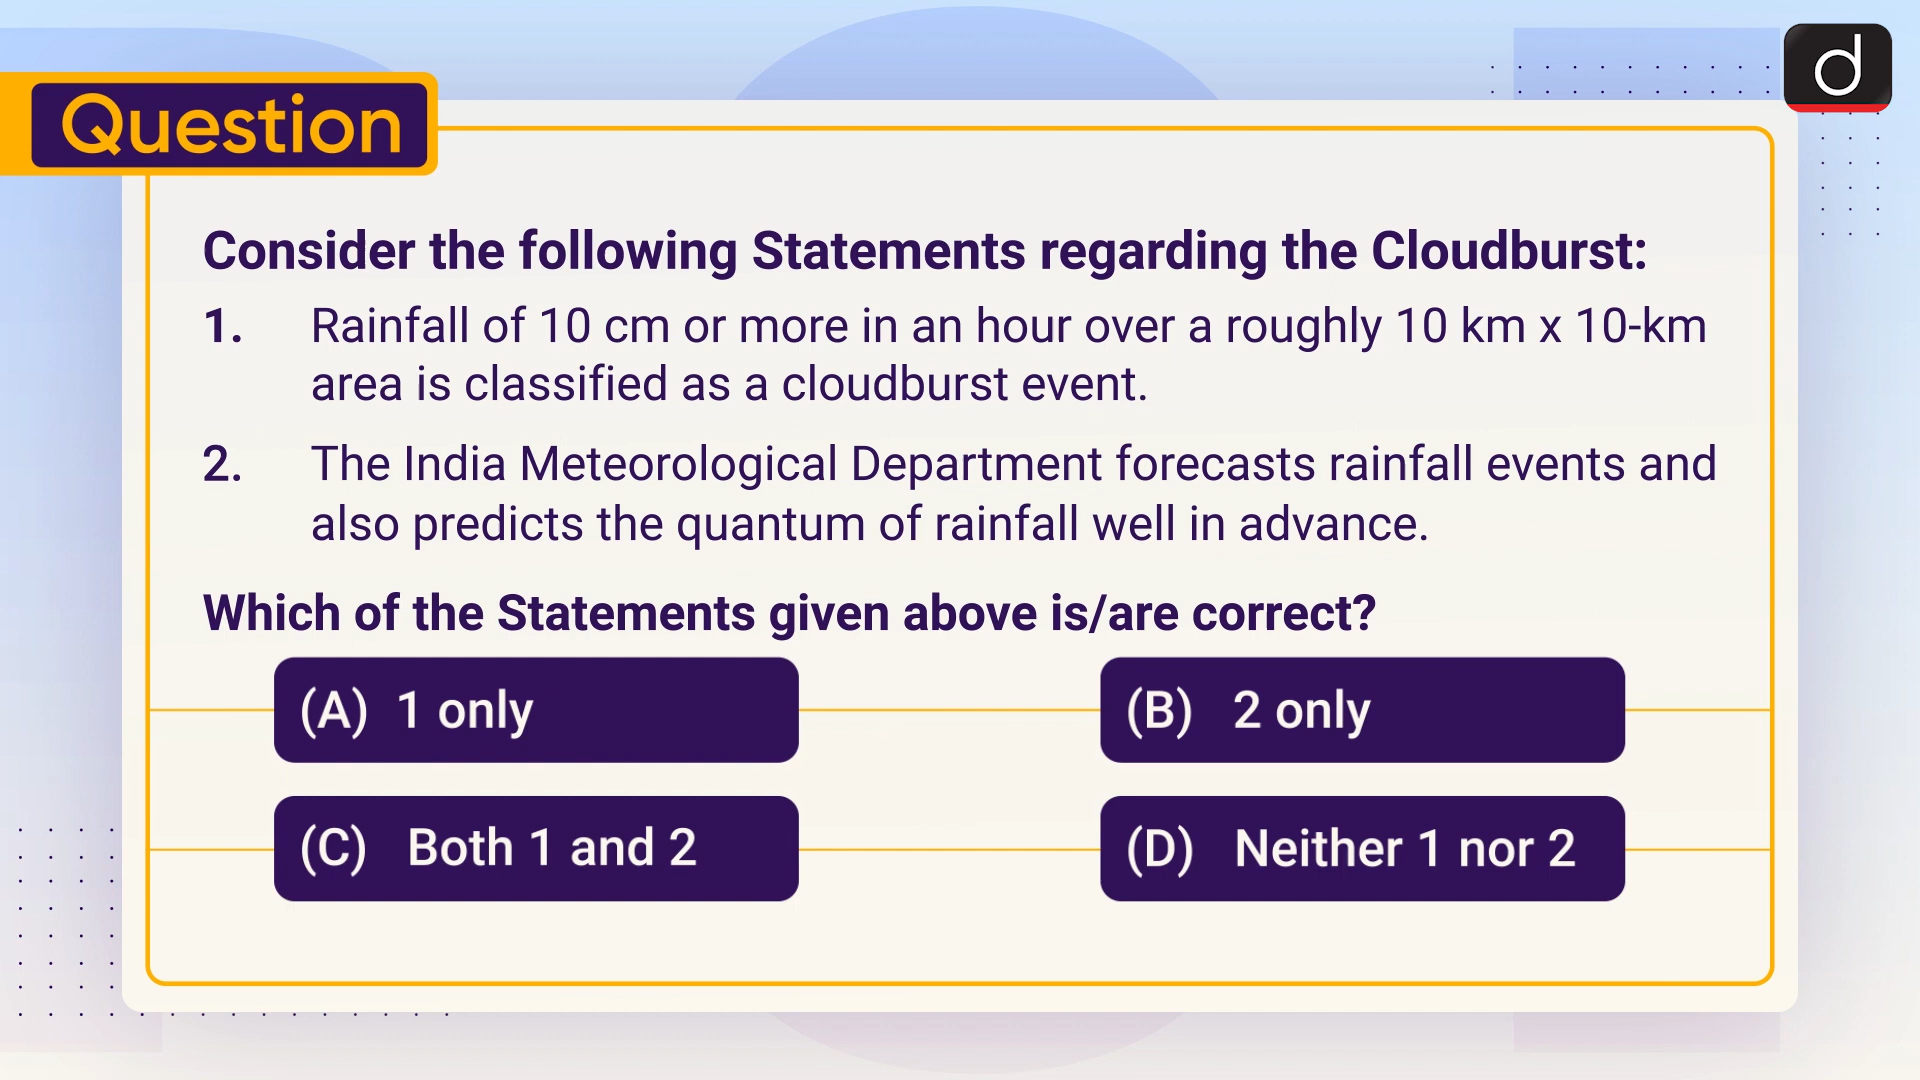 Question
Consider the following Statements regarding the Cloudburst:
1. Rainfall of 10 cm or more in an hour over a roughly 10 km x 10-km
area is classified as a cloudburst event.
2. The India Meteorological Department forecasts rainfall events and
also predicts the quantum of rainfall well in advance.
Which of the Statements given above is/are correct?
(A) 1 only
(B) 2 only
(C) Both 1 and 2
(D) Neither 1 nor 2
d